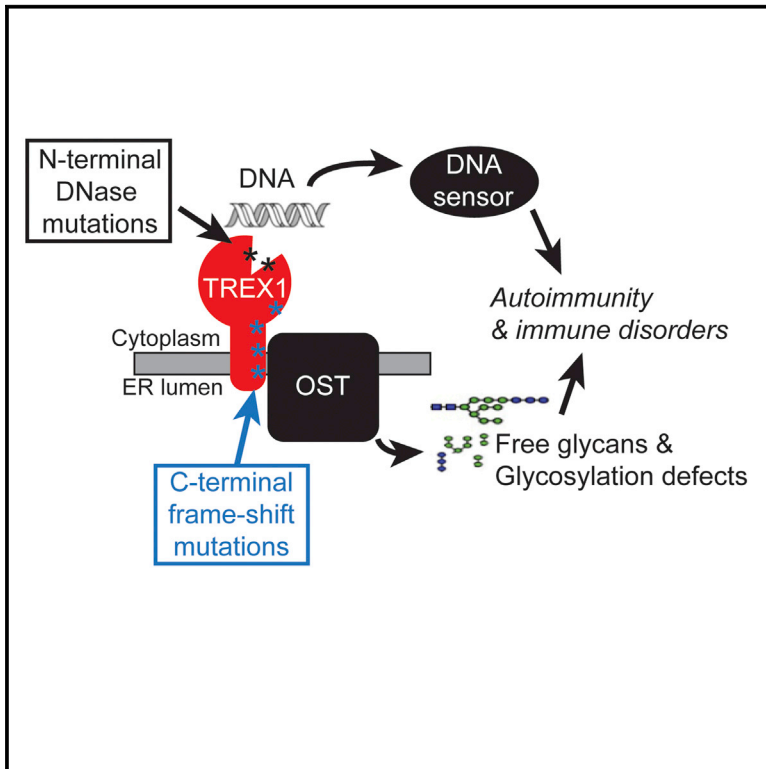 N-terminal
DNase
mutations
DNA
DNA
sensor
TREX1
Autoimmunity
& immune disorders
Cytoplasm
ER lumen
OST
Free glycans &
Glycosylation defects
C-terminal
frame-shift
mutations